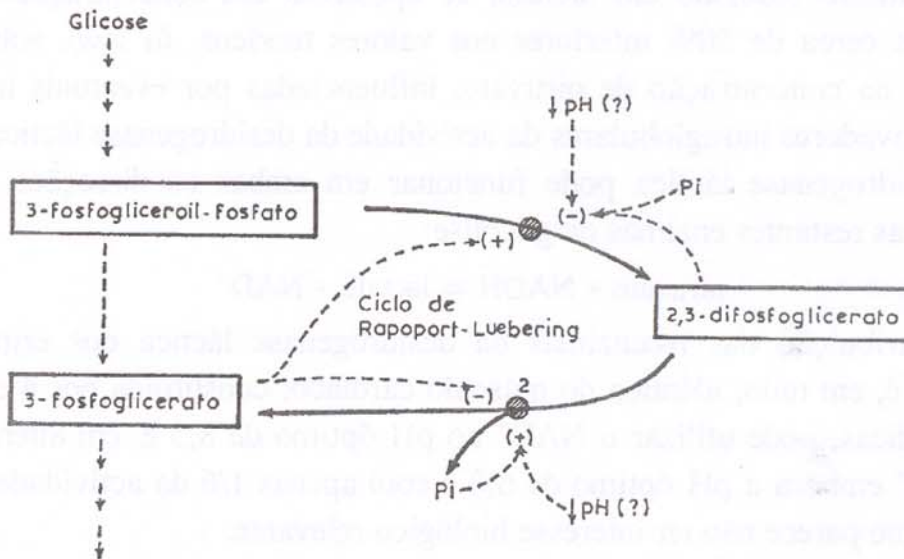 Glicose
↓ pH (?)
Pi
3-fosfogliceroil-fosfato
(-)
(+)
Ciclo de
Rapoport-Luebering
2,3-difosfoglicerato
3-fosfoglicerato
(-)
2
(+)
Pi
↓ pH (?)